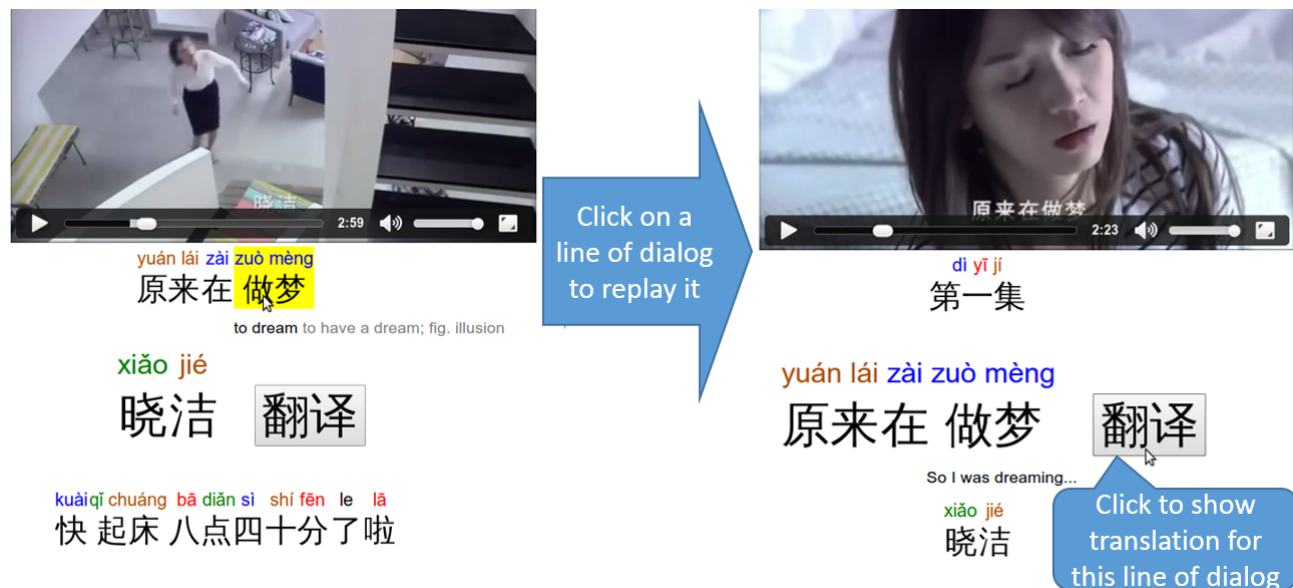 晓洁
2:59
yuán lái zài zuò mèng
原来在 做梦
to dream to have a dream; fig. illusion
xiǎo jié
晓洁 翻译
kuài qǐ chuáng bā diǎn sì shí fēn le lā
快 起床 八点四十分了啦
Click on a
line of dialog
to replay it
原来在做梦
2:23
dì yī jí
第一集
yuán lái zài zuò mèng
原来在 做梦 翻译
So I was dreaming...
xiǎo jié
晓洁
Click to show
translation for
this line of dialog